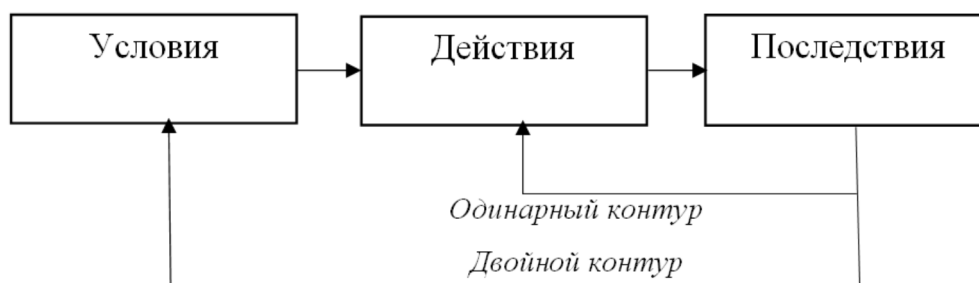 Условия
Действия
Последствия
Одинарный контур
Двойной контур